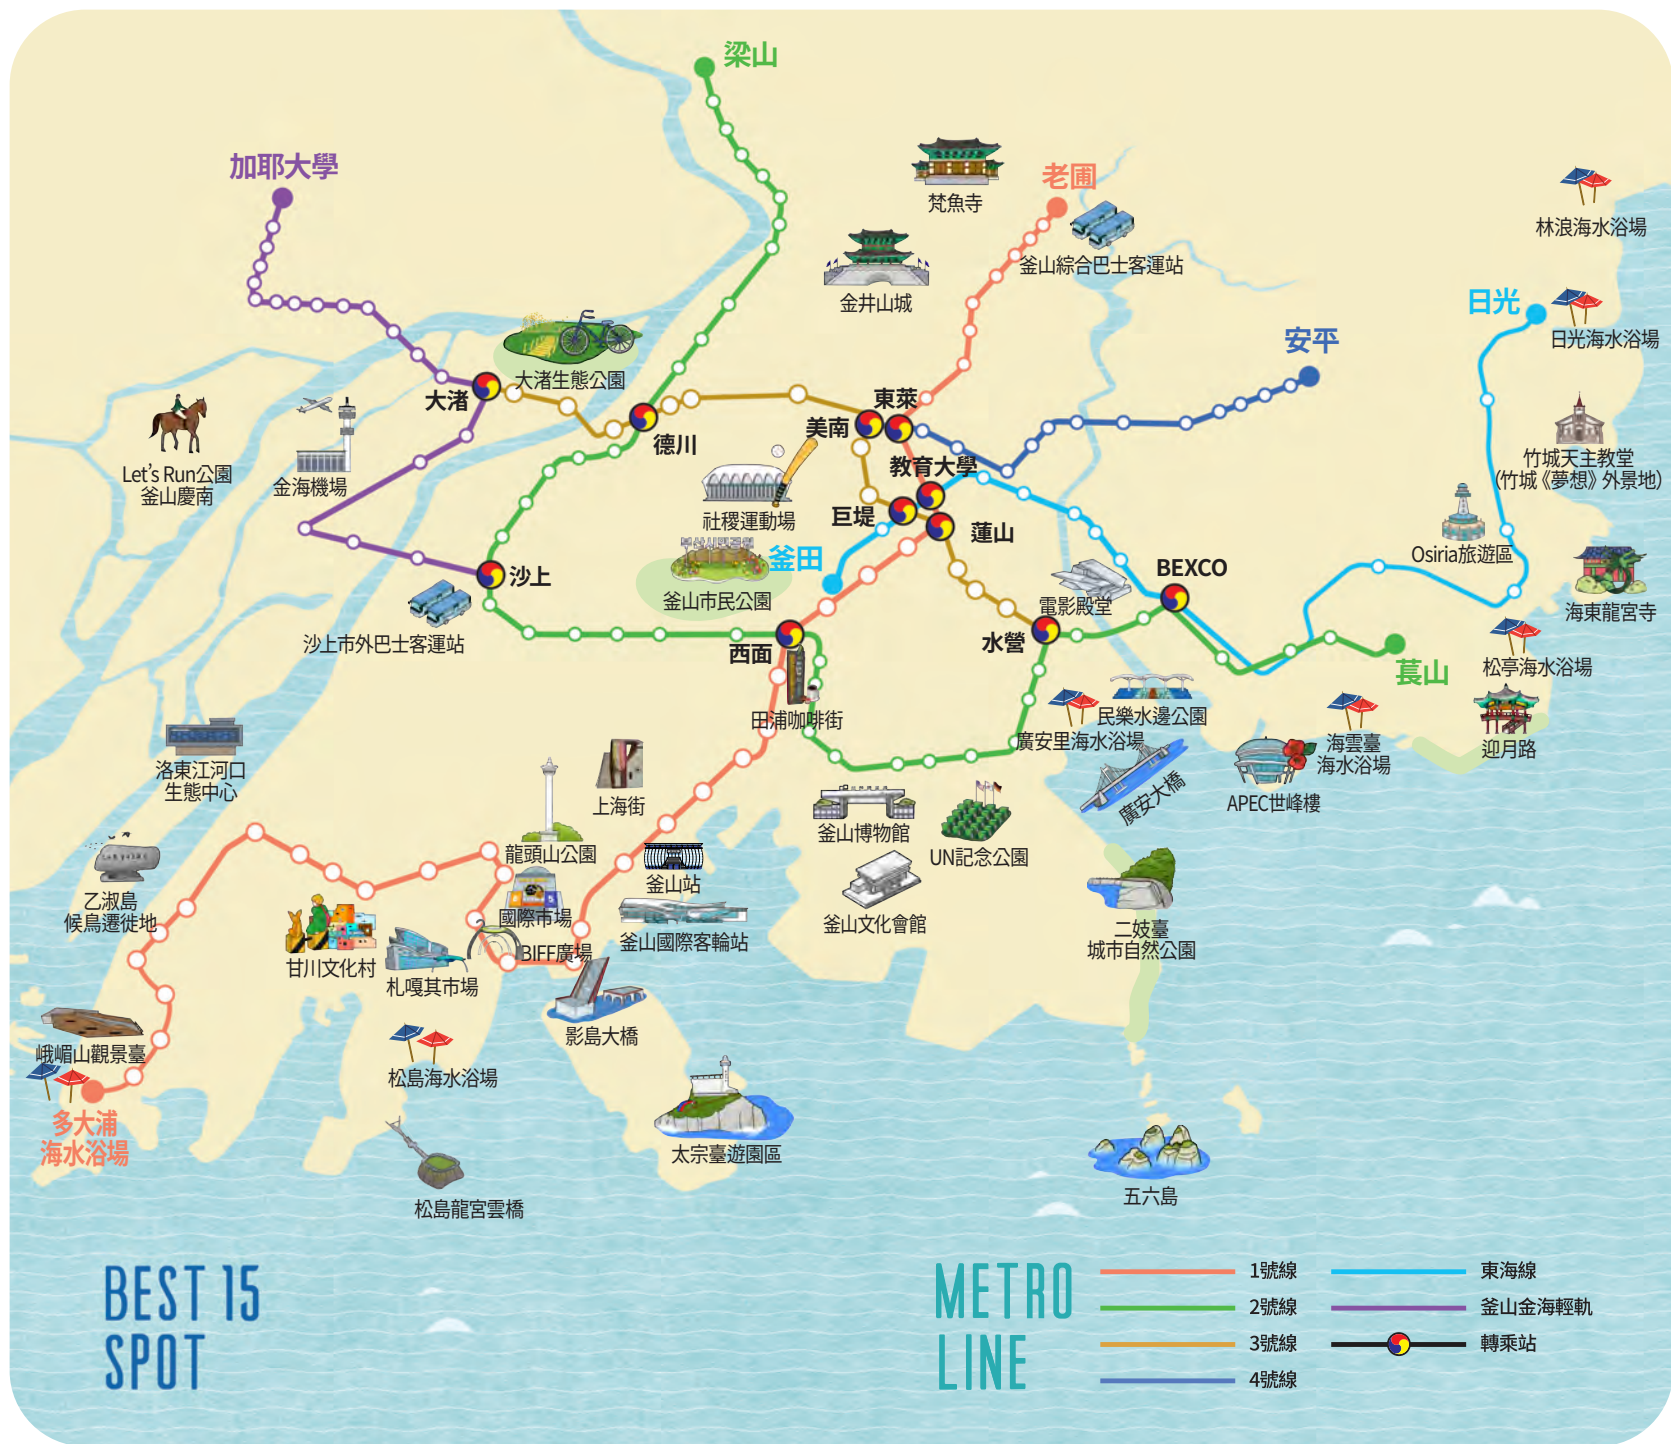 梁山
加耶大學
老圃
梵魚寺
釜山綜合巴士客運站
林浪海水浴場
金井山城
日光
日光海水浴場
安平
大渚生態公園
大渚
東萊
美南
德川
教育大學
Let's Run公園
釜山慶南
金海機場
竹城天主教堂
(竹城《夢想》外景地)
社稷運動場
巨堤
蓮山
Osiria旅遊區
釜田
沙上
BEXCO
釜山市民公園
電影殿堂
海東龍宮寺
沙上市外巴士客運站
西面
水營
松亭海水浴場
萇山
田浦咖啡街
民樂水邊公園
廣安里海水浴場
海雲臺
海水浴場
迎月路
洛東江河口
生態中心
上海街
廣安大橋
APEC世峰樓
釜山博物館
龍頭山公園
UN記念公園
釜山站
乙淑島
候鳥遷徙地
國際市場
釜山文化會館
二妓臺
城市自然公園
釜山國際客輪站
BIFF廣場
甘川文化村
札嘎其市場
影島大橋
峨嵋山觀景臺
松島海水浴場
多大浦
海水浴場
太宗臺遊園區
五六島
松島龍宮雲橋
BEST 15
SPOT
METRO
LINE
1號線
2號線
3號線
4號線
東海線
釜山金海輕軌
轉乘站